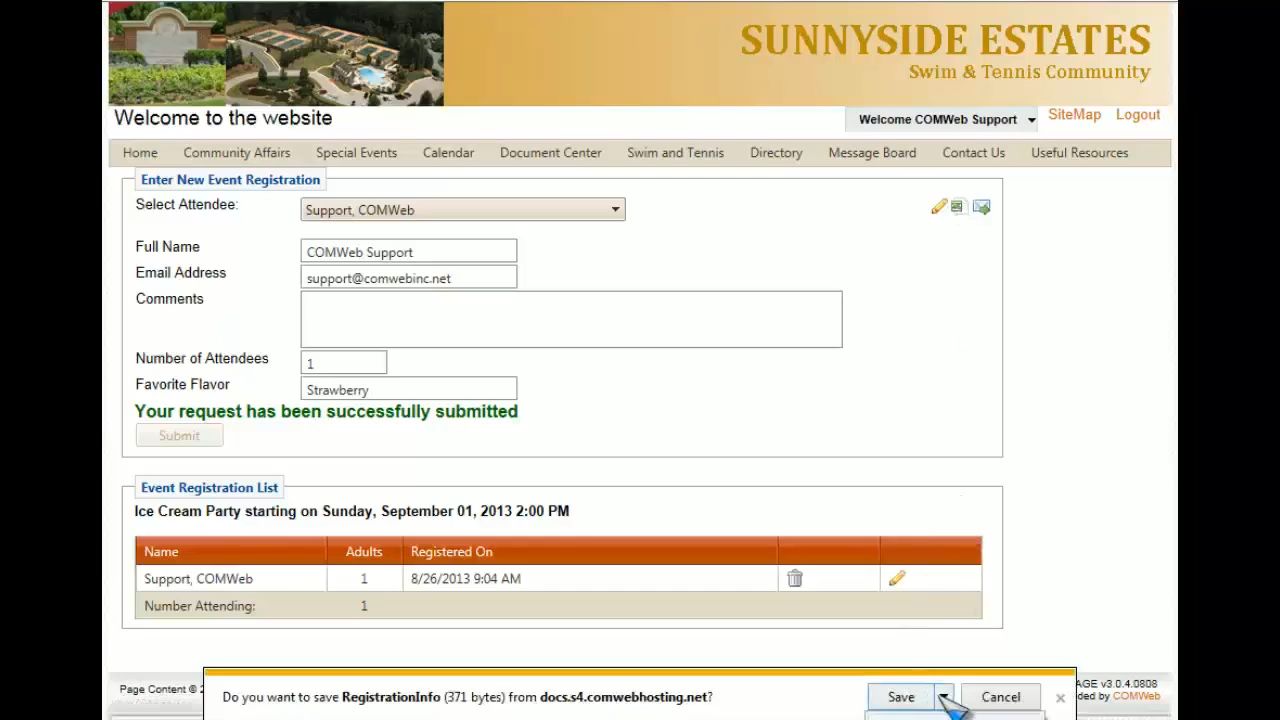 SUNNYSIDE ESTATES
Swim & Tennis Community
Welcome to the website
Welcome COMWeb Support
SiteMap
Logout
Home
Community Affairs
Special Events
Calendar
Document Center
Swim and Tennis
Directory
Message Board
Contact Us
Useful Resources
Enter New Event Registration
Select Attendee:
Support, COMWeb
Full Name
COMWeb Support
Email Address
support@comwebinc.net
Comments
Number of Attendees
1
Favorite Flavor
Strawberry
Your request has been successfully submitted
Submit
Event Registration List
Ice Cream Party starting on Sunday, September 01, 2013 2:00 PM
Name Adults Registered On
Support, COMWeb 1 8/26/2013 9:04 AM
Number Attending: 1
Page Content ©
AGE v3.0.4.0808
COMWeb
Do you want to save RegistrationInfo (371 bytes) from docs.s4.comwebhosting.net?
Save
Cancel